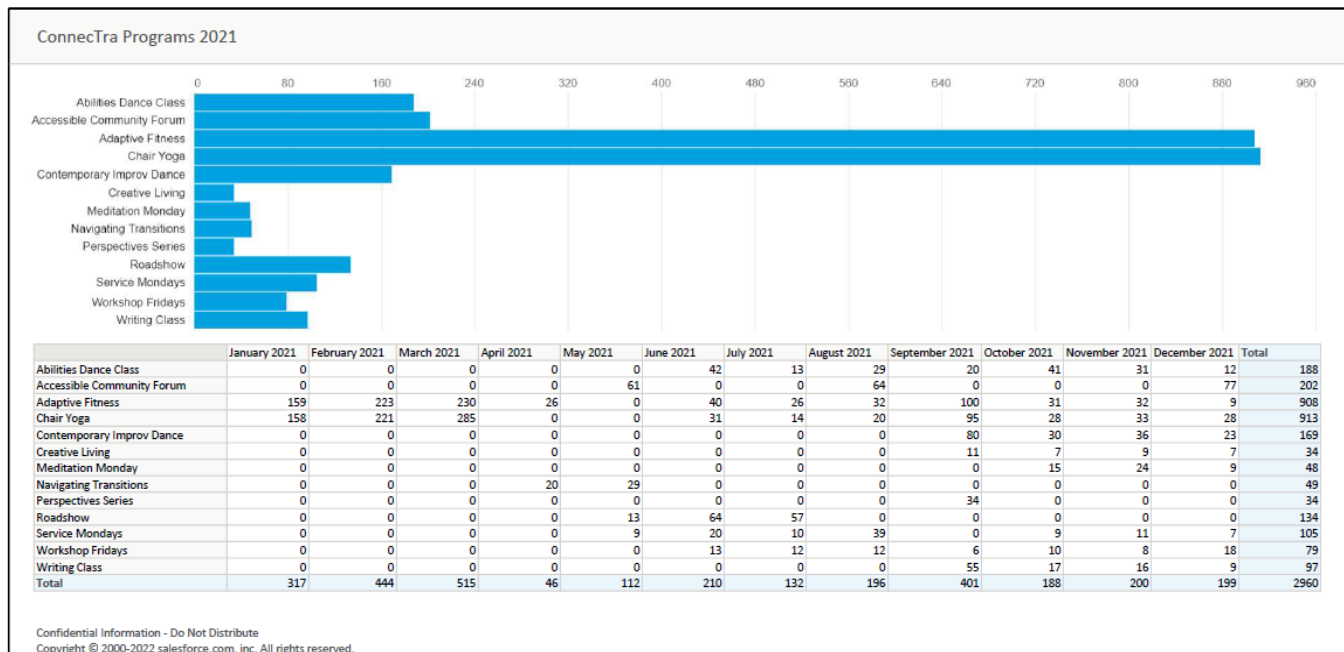 ConnecTra Programs 2021
0 80 160 240 320 400 480 560 640 720 800 880 960
Abilities Dance Class
Accessible Community Forum
Adaptive Fitness
Chair Yoga
Contemporary Improv Dance
Creative Living
Meditation Monday
Navigating Transitions
Perspectives Series
Roadshow
Service Mondays
Workshop Fridays
Writing Class
January 2021 February 2021 March 2021 April 2021 May 2021 June 2021 July 2021 August 2021 September 2021 October 2021 November 2021 December 2021 Total
Abilities Dance Class 0 0 0 0 0 42 13 29 20 41 31 12 188
Accessible Community Forum 0 0 0 0 61 0 0 64 0 0 0 77 202
Adaptive Fitness 159 223 230 26 0 40 26 32 100 31 32 9 908
Chair Yoga 158 221 285 0 0 31 14 20 95 28 33 28 913
Contemporary Improv Dance 0 0 0 0 0 0 0 0 80 30 36 23 169
Creative Living 0 0 0 0 0 0 0 0 11 7 9 7 34
Meditation Monday 0 0 0 0 0 0 0 0 0 15 24 9 48
Navigating Transitions 0 0 0 20 29 0 0 0 0 0 0 0 49
Perspectives Series 0 0 0 0 0 0 0 0 34 0 0 0 34
Roadshow 0 0 0 0 13 64 57 0 0 0 0 0 134
Service Mondays 0 0 0 0 9 20 10 39 0 9 11 7 105
Workshop Fridays 0 0 0 0 0 13 12 12 6 10 8 18 79
Writing Class 0 0 0 0 0 0 0 0 55 17 16 9 97
Total 317 444 515 46 112 210 132 196 401 188 200 199 2960
Confidential Information - Do Not Distribute
Copyright © 2000-2022 salesforce.com, inc. All rights reserved.